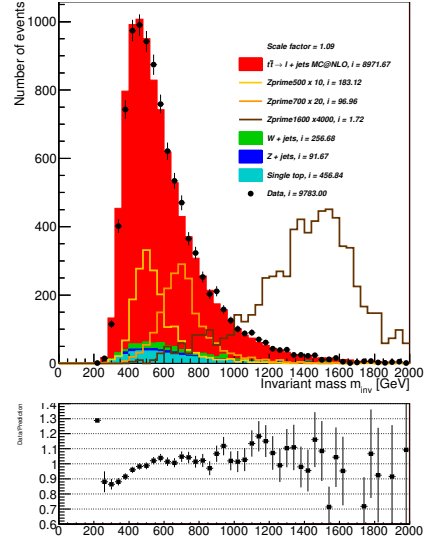 Number of events
1000
800
600
400
200
0
Scale factor = 1.09
tt̄ → l + jets MC@NLO, i = 8971.67
Zprime500 x 10, i = 183.12
Zprime700 x 20, i = 96.96
Zprime1600 x4000, i = 1.72
W + jets, i = 256.68
Z + jets, i = 91.67
Single top, i = 456.84
Data, i = 9783.00
0 200 400 600 800 1000 1200 1400 1600 1800 2000
Invariant mass m_inv [GeV]
Data/Prediction
1.4
1.3
1.2
1.1
1
0.9
0.8
0.7
0.6
0 200 400 600 800 1000 1200 1400 1600 1800 2000